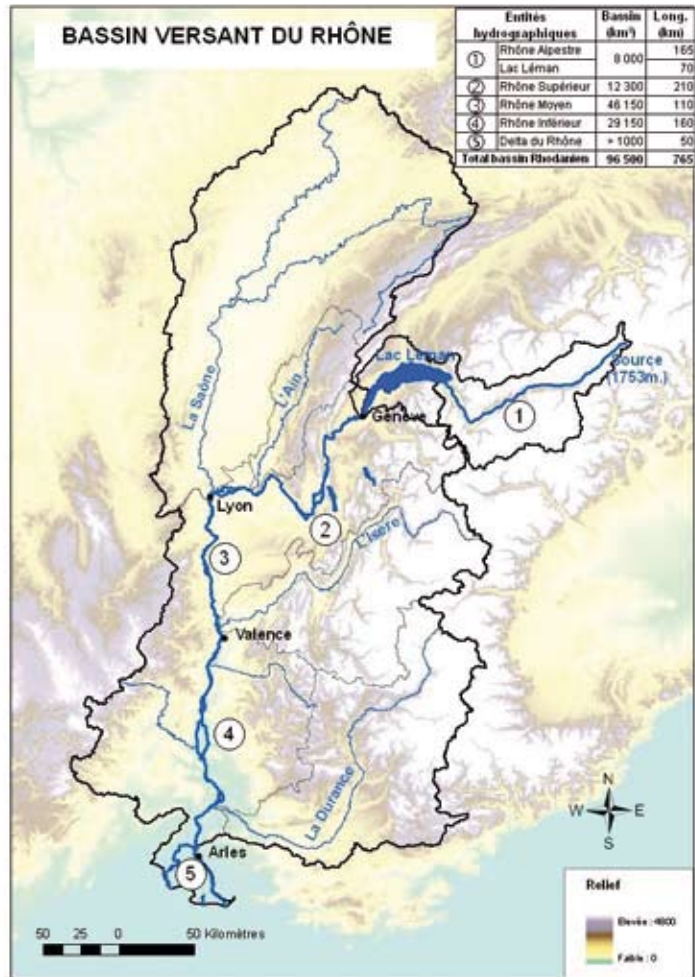 BASSIN VERSANT DU RHÔNE
Entités hydrographiques Bassin (km²) Long. (km)
1 Rhône Alpestre 8 000 165
Lac Léman 70
2 Rhône Supérieur 12 300 210
3 Rhône Moyen 46 150 110
4 Rhône Inférieur 29 150 160
5 Delta du Rhône > 1000 50
Total bassin Rhodanien 96 500 765
Lac Léman
Source
(1753m.)
1
La Saône
L'Ain
Genève
Lyon
2
3
L'Isere
Valence
4
La Durance
N
W E
S
Arles
5
Relief
Elevée : 4800
Faible : 0
50 25 0 50 Kilomètres